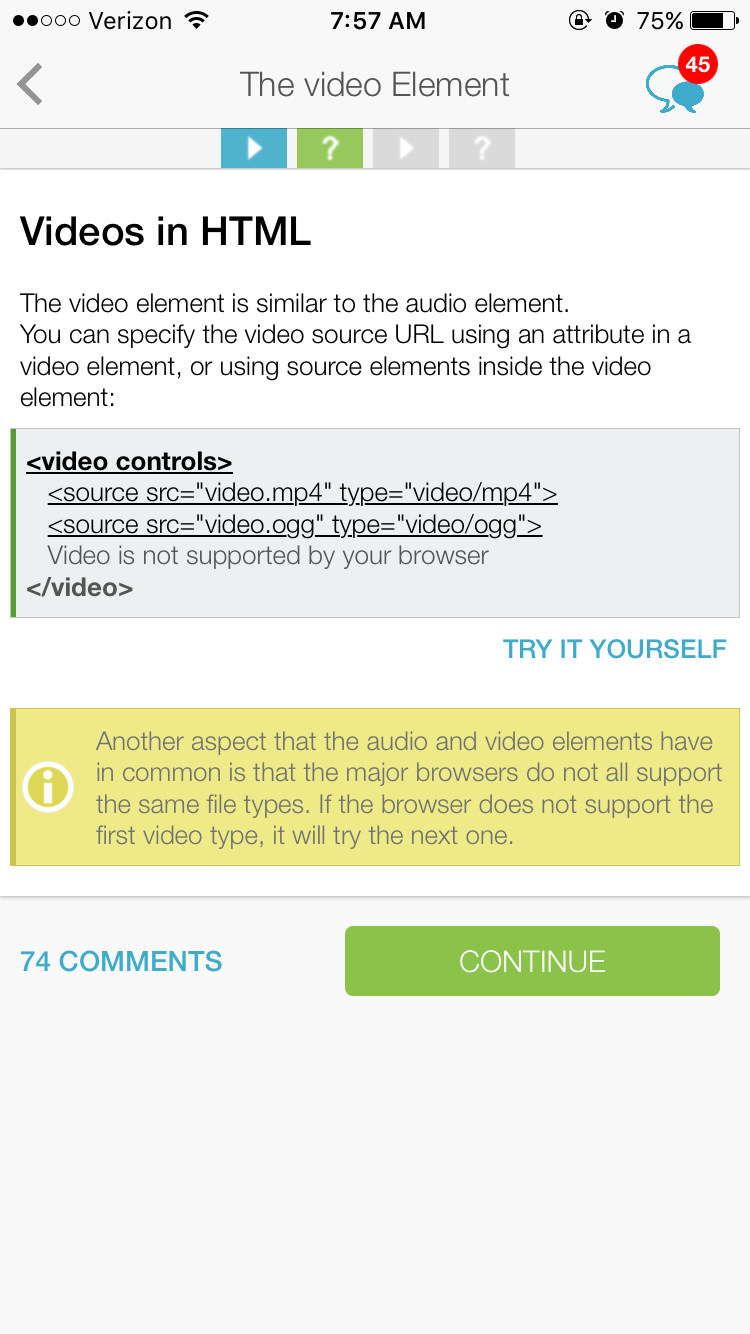 Verizon 7:57 AM 75%
The video Element 45
? ?
Videos in HTML
The video element is similar to the audio element.
You can specify the video source URL using an attribute in a
video element, or using source elements inside the video
element:
<video controls>
<source src="video.mp4" type="video/mp4">
<source src="video.ogg" type="video/ogg">
Video is not supported by your browser
</video>
TRY IT YOURSELF
Another aspect that the audio and video elements have
in common is that the major browsers do not all support
the same file types. If the browser does not support the
first video type, it will try the next one.
74 COMMENTS CONTINUE